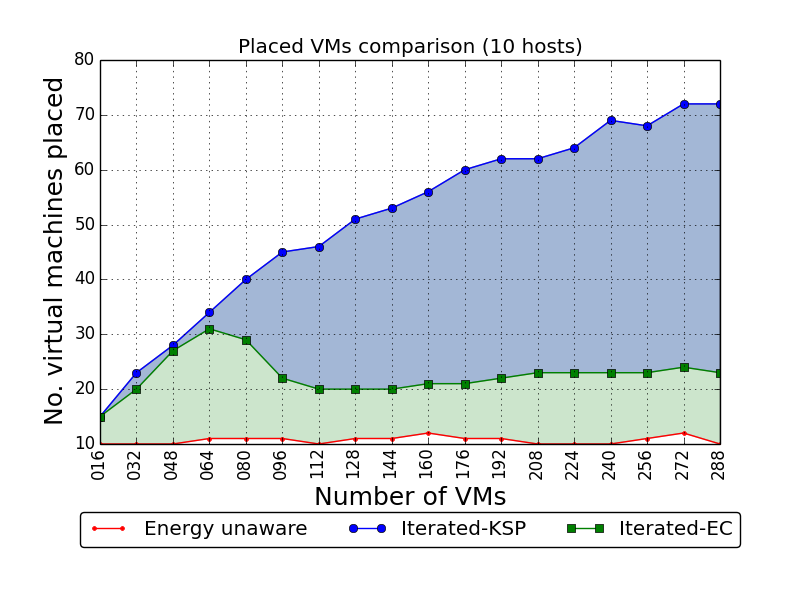 Placed VMs comparison (10 hosts)
No. virtual machines placed
80
70
60
50
40
30
20
10
016 032 048 064 080 096 112 128 144 160 176 192 208 224 240 256 272 288
Number of VMs
Energy unaware Iterated-KSP Iterated-EC